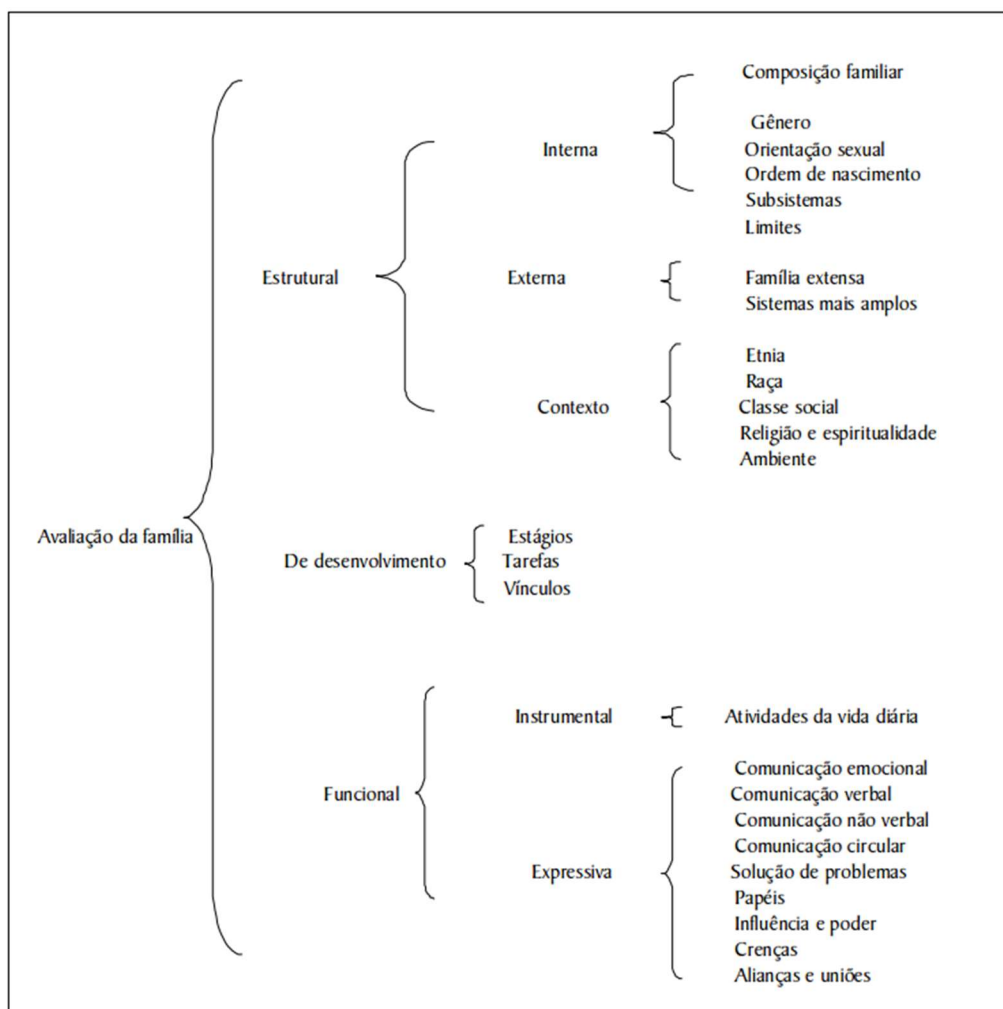 Composição familiar
Gênero
Interna
Orientação sexual
Ordem de nascimento
Subsistemas
Limites
Estrutural
Externa
Família extensa
Sistemas mais amplos
Etnia
Raça
Contexto
Classe social
Religião e espiritualidade
Ambiente
Avaliação da família
De desenvolvimento
Estágios
Tarefas
Vínculos
Instrumental
Atividades da vida diária
Funcional
Comunicação emocional
Comunicação verbal
Comunicação não verbal
Comunicação circular
Expressiva
Solução de problemas
Papéis
Influência e poder
Crenças
Alianças e uniões